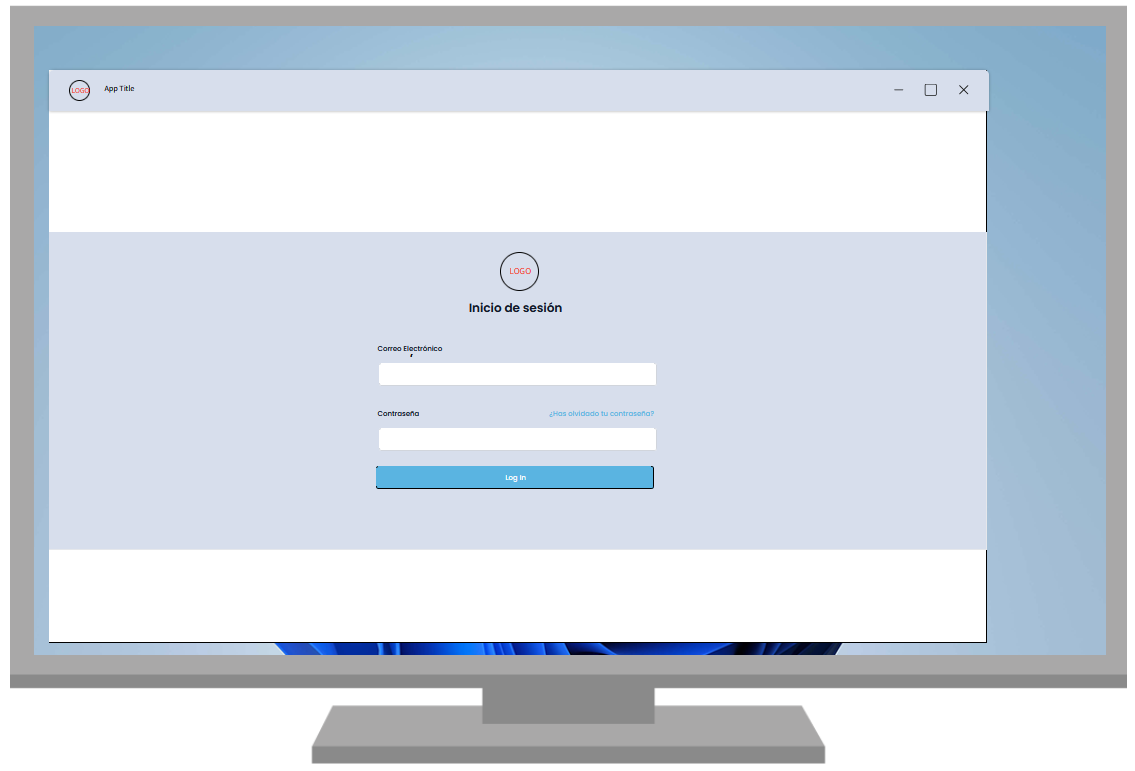 LOGO
App Title
LOGO
Inicio de sesión
Correo Electrónico
Contraseña
¿Has olvidado tu contraseña?
Log In